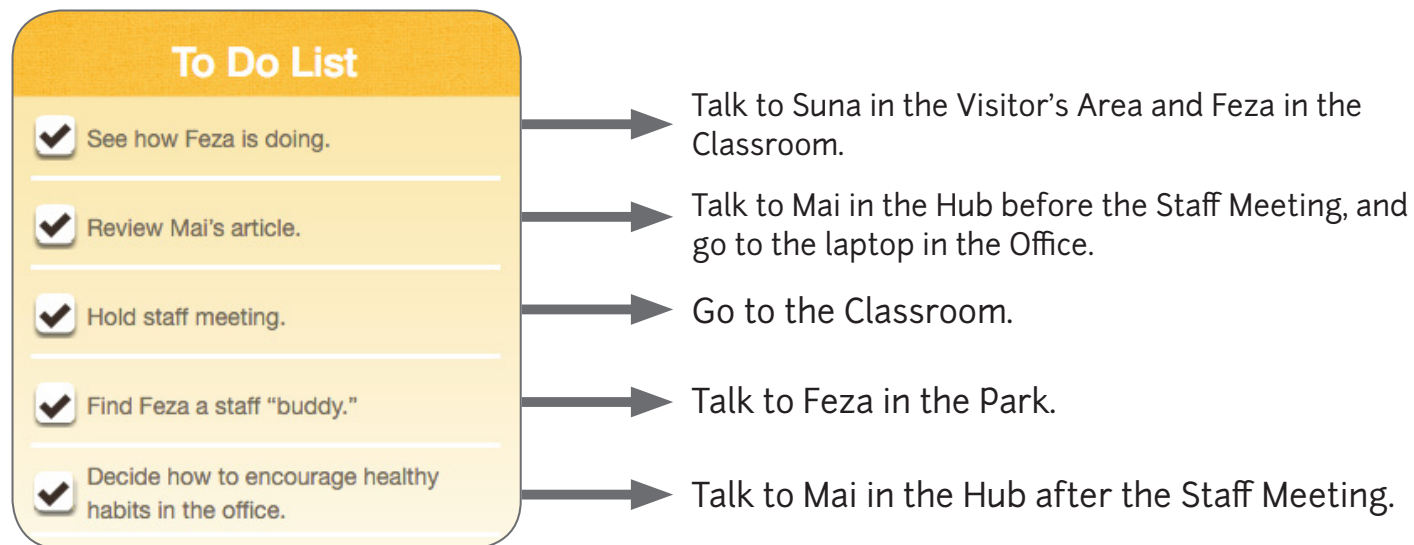 To Do List
See how Feza is doing.
Talk to Suna in the Visitor’s Area and Feza in the
Classroom.
Review Mai’s article.
Talk to Mai in the Hub before the Staff Meeting, and
go to the laptop in the Office.
Hold staff meeting.
Go to the Classroom.
Find Feza a staff “buddy.”
Talk to Feza in the Park.
Decide how to encourage healthy
habits in the office.
Talk to Mai in the Hub after the Staff Meeting.